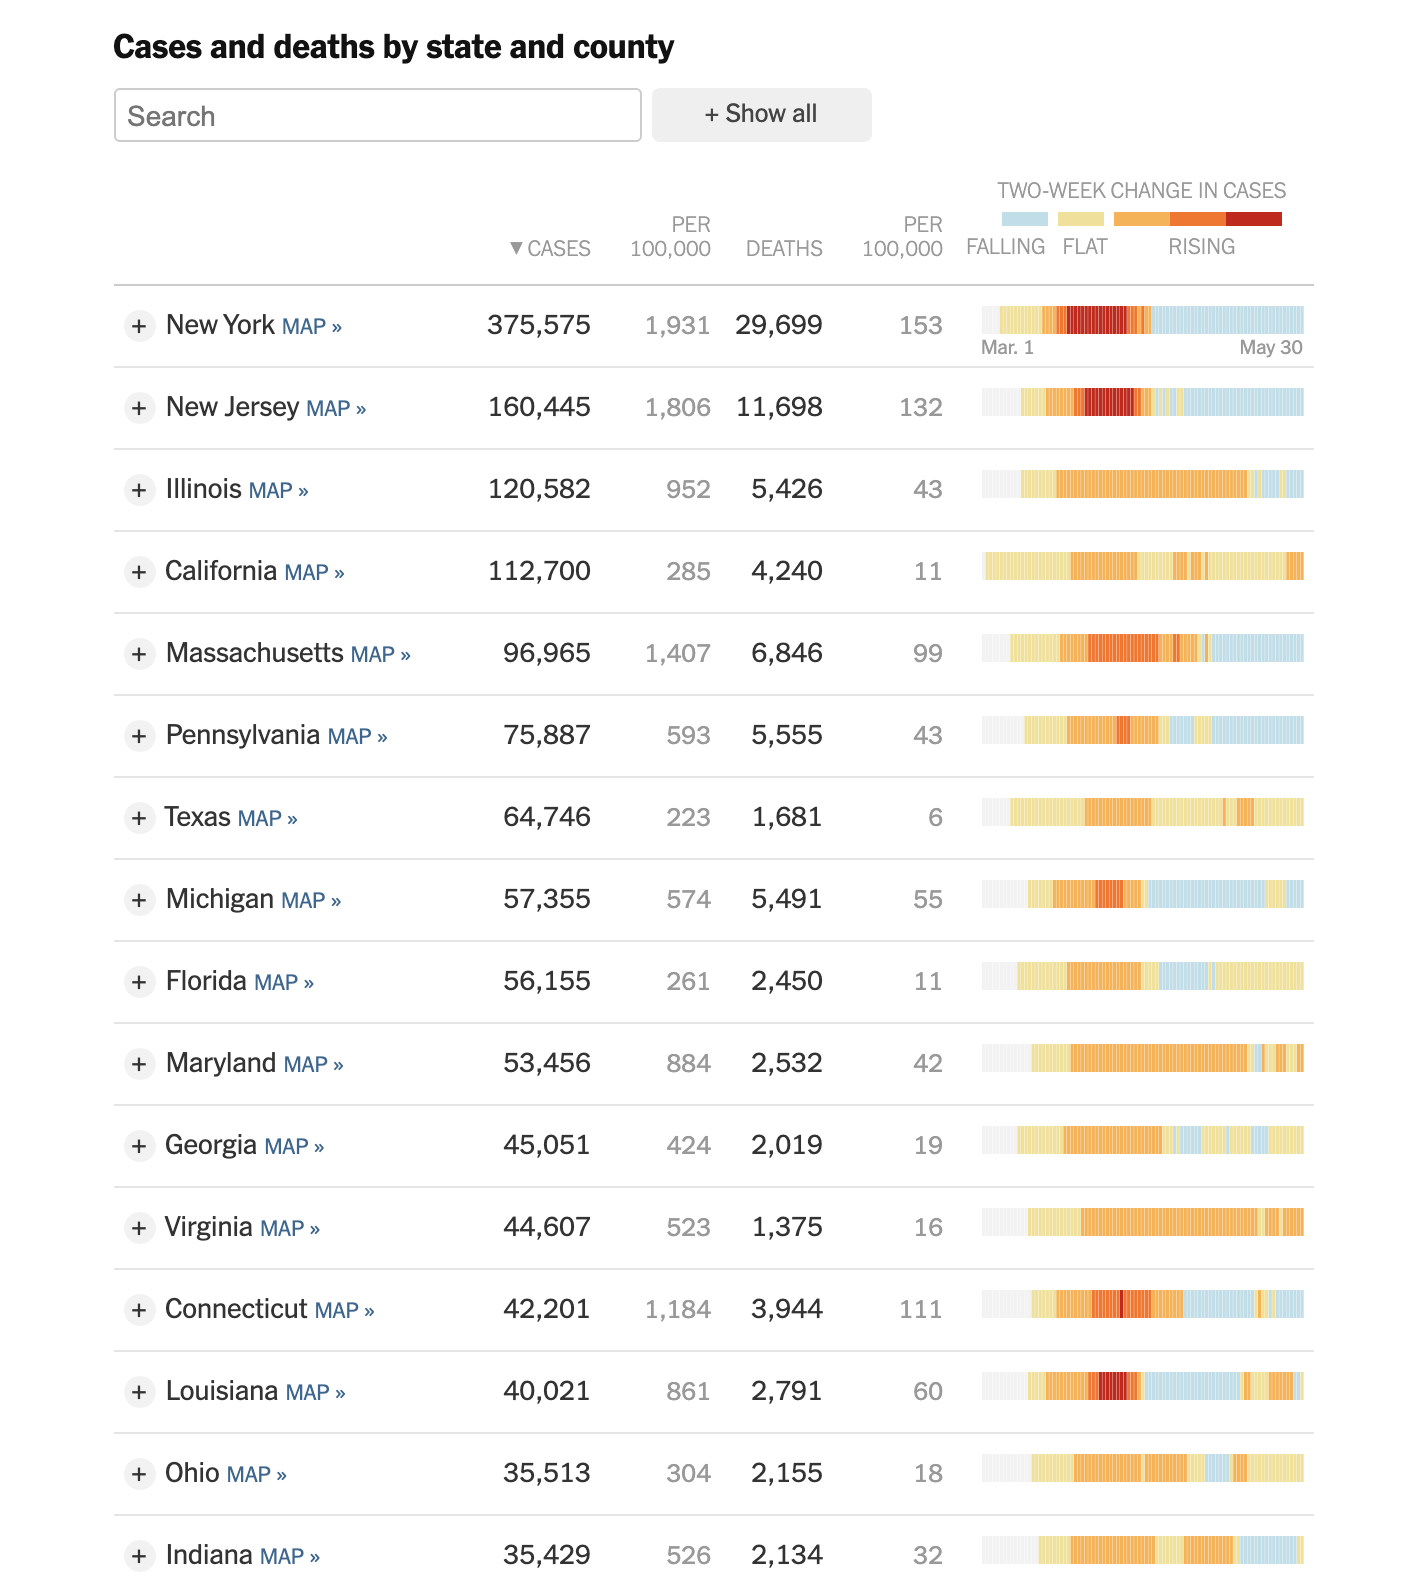 Cases and deaths by state and county
Search
+ Show all
TWO-WEEK CHANGE IN CASES
PER PER
▼ CASES 100,000 DEATHS 100,000 FALLING FLAT RISING
+ New York MAP » 375,575 1,931 29,699 153
Mar. 1 May 30
+ New Jersey MAP » 160,445 1,806 11,698 132
+ Illinois MAP » 120,582 952 5,426 43
+ California MAP » 112,700 285 4,240 11
+ Massachusetts MAP » 96,965 1,407 6,846 99
+ Pennsylvania MAP » 75,887 593 5,555 43
+ Texas MAP » 64,746 223 1,681 6
+ Michigan MAP » 57,355 574 5,491 55
+ Florida MAP » 56,155 261 2,450 11
+ Maryland MAP » 53,456 884 2,532 42
+ Georgia MAP » 45,051 424 2,019 19
+ Virginia MAP » 44,607 523 1,375 16
+ Connecticut MAP » 42,201 1,184 3,944 111
+ Louisiana MAP » 40,021 861 2,791 60
+ Ohio MAP » 35,513 304 2,155 18
+ Indiana MAP » 35,429 526 2,134 32